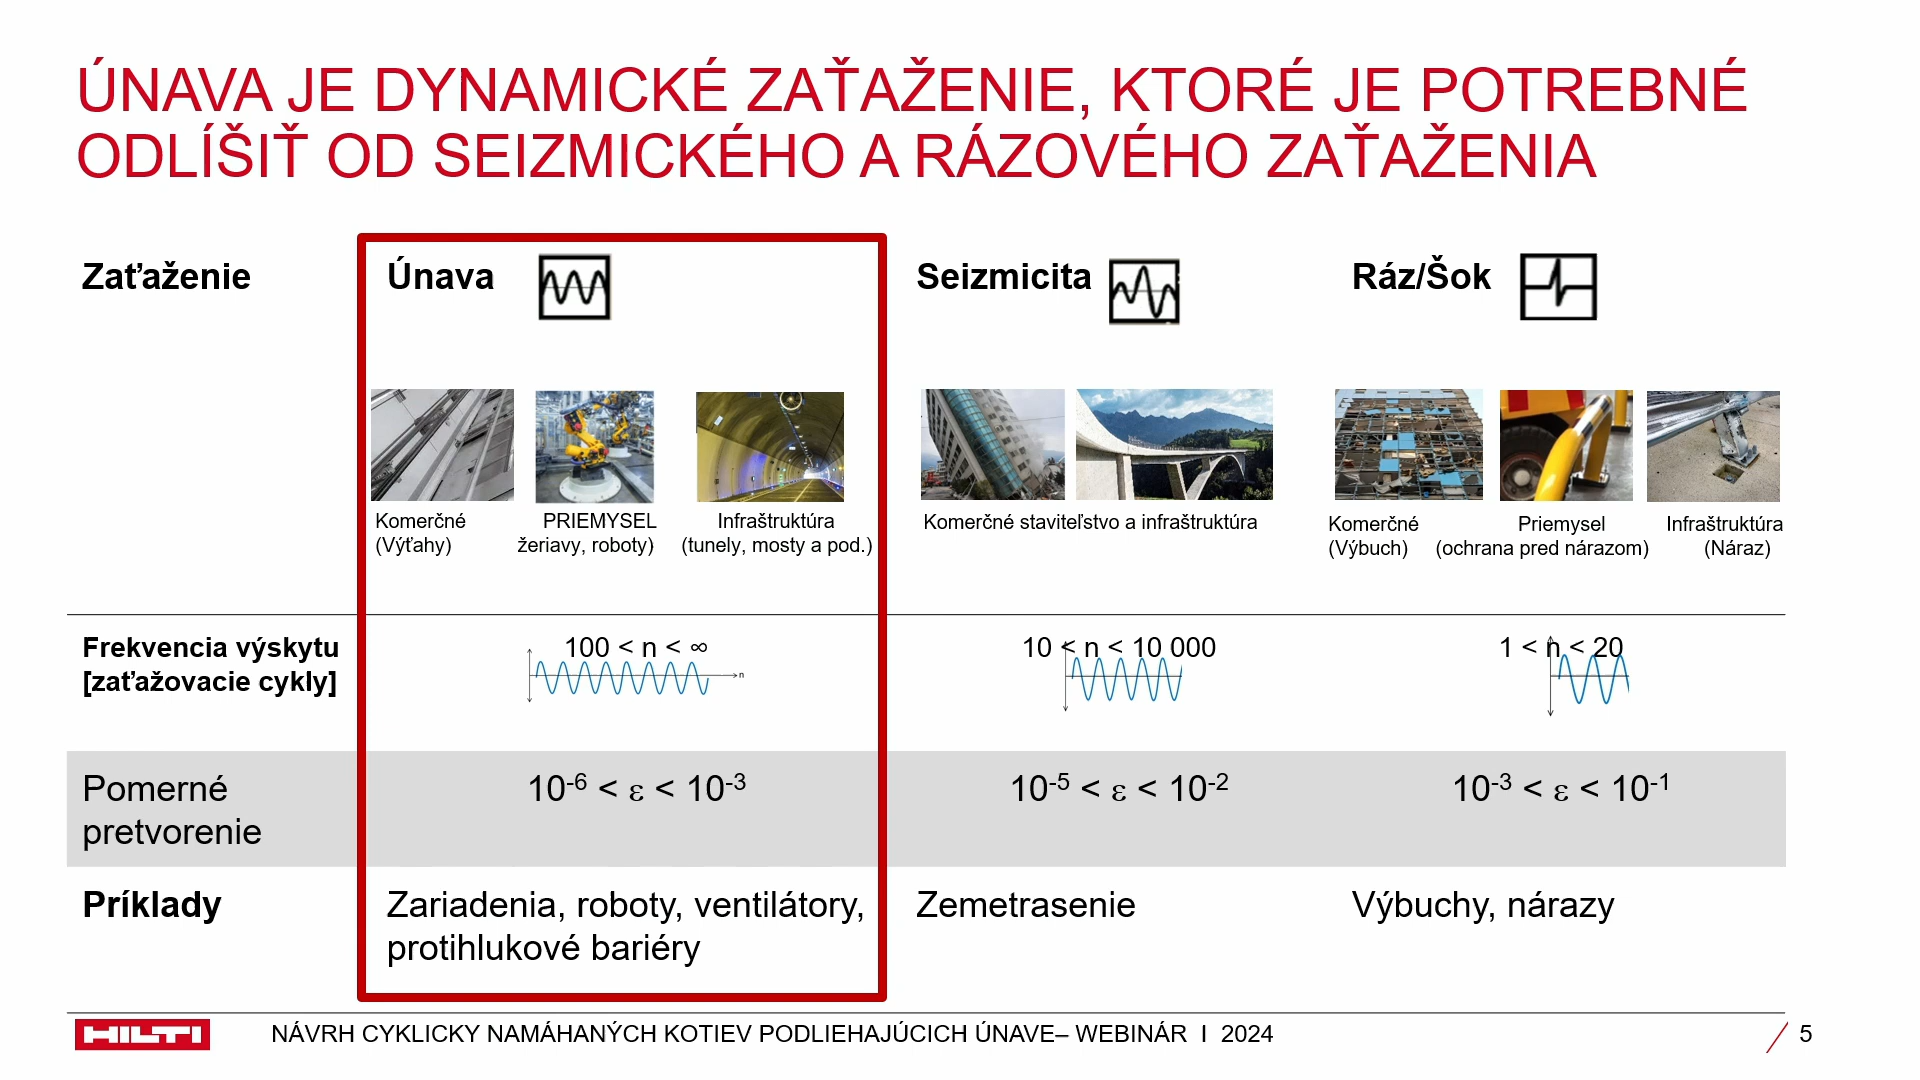 ÚNAVA JE DYNAMICKÉ ZAŤAŽENIE, KTORÉ JE POTREBNÉ
ODLÍŠIŤ OD SEIZMICKÉHO A RÁZOVÉHO ZAŤAŽENIA
Zaťaženie
Únava
Seizmicita
Ráz/Šok
Komerčné
(Výťahy)
PRIEMYSEL
žeriavy, roboty)
Infraštruktúra
(tunely, mosty a pod.)
Komerčné staviteľstvo a infraštruktúra
Komerčné
(Výbuch)
Priemysel
(ochrana pred nárazom)
Infraštruktúra
(Náraz)
Frekvencia výskytu
[zaťažovacie cykly]
100 < n < ∞
n
10 < n < 10 000
1 < n < 20
Pomerné
pretvorenie
10⁻⁶ < ε < 10⁻³
10⁻⁵ < ε < 10⁻²
10⁻³ < ε < 10⁻¹
Príklady
Zariadenia, roboty, ventilátory,
protihlukové bariéry
Zemetrasenie
Výbuchy, nárazy
HILTI
NÁVRH CYKLICKY NAMÁHANÝCH KOTIEV PODLIEHAJÚCICH ÚNAVE– WEBINÁR I 2024
5